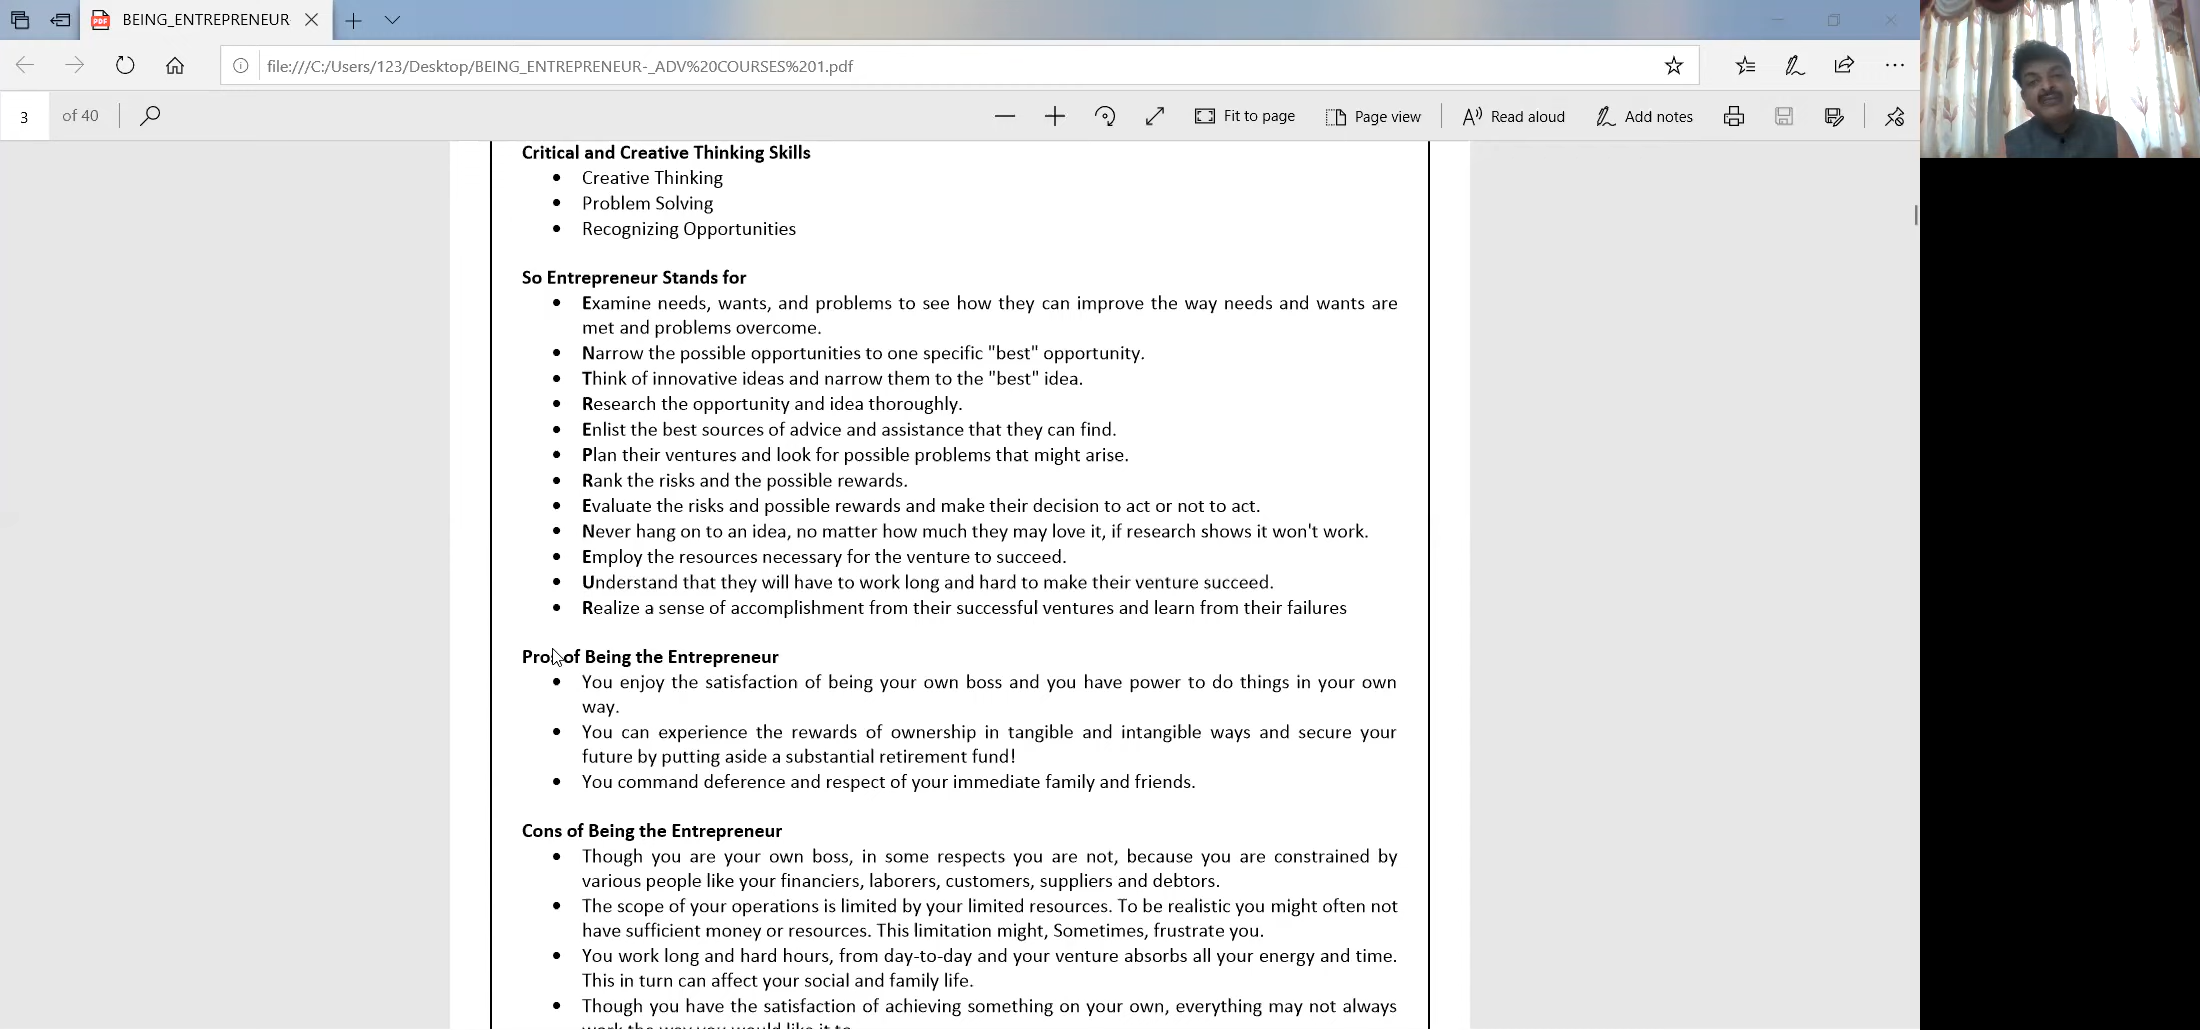 BEING_ENTREPRENEUR
file:///C:/Users/123/Desktop/BEING_ENTREPRENEUR-_ADV%20COURSES%201.pdf
3 of 40
Fit to page Page view Read aloud Add notes
Critical and Creative Thinking Skills
• Creative Thinking
• Problem Solving
• Recognizing Opportunities
So Entrepreneur Stands for
• Examine needs, wants, and problems to see how they can improve the way needs and wants are
met and problems overcome.
• Narrow the possible opportunities to one specific "best" opportunity.
• Think of innovative ideas and narrow them to the "best" idea.
• Research the opportunity and idea thoroughly.
• Enlist the best sources of advice and assistance that they can find.
• Plan their ventures and look for possible problems that might arise.
• Rank the risks and the possible rewards.
• Evaluate the risks and possible rewards and make their decision to act or not to act.
• Never hang on to an idea, no matter how much they may love it, if research shows it won't work.
• Employ the resources necessary for the venture to succeed.
• Understand that they will have to work long and hard to make their venture succeed.
• Realize a sense of accomplishment from their successful ventures and learn from their failures
Pros of Being the Entrepreneur
• You enjoy the satisfaction of being your own boss and you have power to do things in your own
way.
• You can experience the rewards of ownership in tangible and intangible ways and secure your
future by putting aside a substantial retirement fund!
• You command deference and respect of your immediate family and friends.
Cons of Being the Entrepreneur
• Though you are your own boss, in some respects you are not, because you are constrained by
various people like your financiers, laborers, customers, suppliers and debtors.
• The scope of your operations is limited by your limited resources. To be realistic you might often not
have sufficient money or resources. This limitation might, Sometimes, frustrate you.
• You work long and hard hours, from day-to-day and your venture absorbs all your energy and time.
This in turn can affect your social and family life.
• Though you have the satisfaction of achieving something on your own, everything may not always
work the way you would like it to